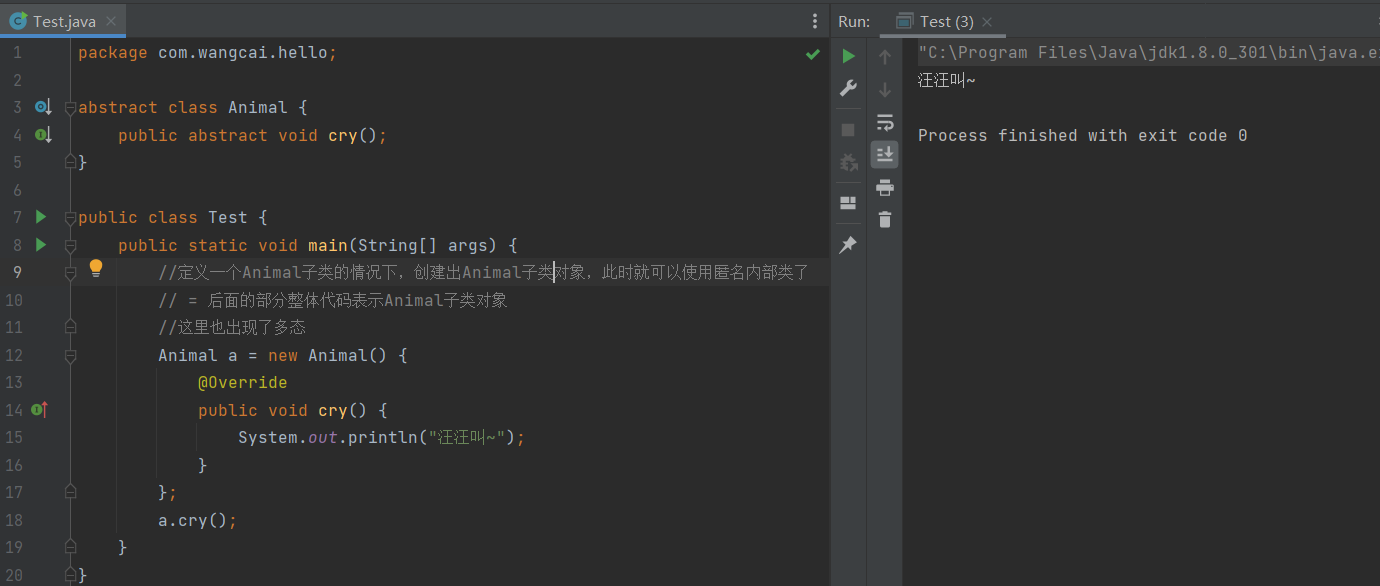 Test.java
Run:
Test (3)
1 package com.wangcai.hello;
2
3 abstract class Animal {
4     public abstract void cry();
5 }
6
7 public class Test {
8     public static void main(String[] args) {
9         //定义一个Animal子类的情况下，创建出Animal子类对象，此时就可以使用匿名内部类了
10         // = 后面的部分整体代码表示Animal子类对象
11         //这里也出现了多态
12         Animal a = new Animal() {
13             @Override
14             public void cry() {
15                 System.out.println("汪汪叫~");
16             }
17         };
18         a.cry();
19     }
20 }
"C:\Program Files\Java\jdk1.8.0_301\bin\java.e
汪汪叫~
Process finished with exit code 0